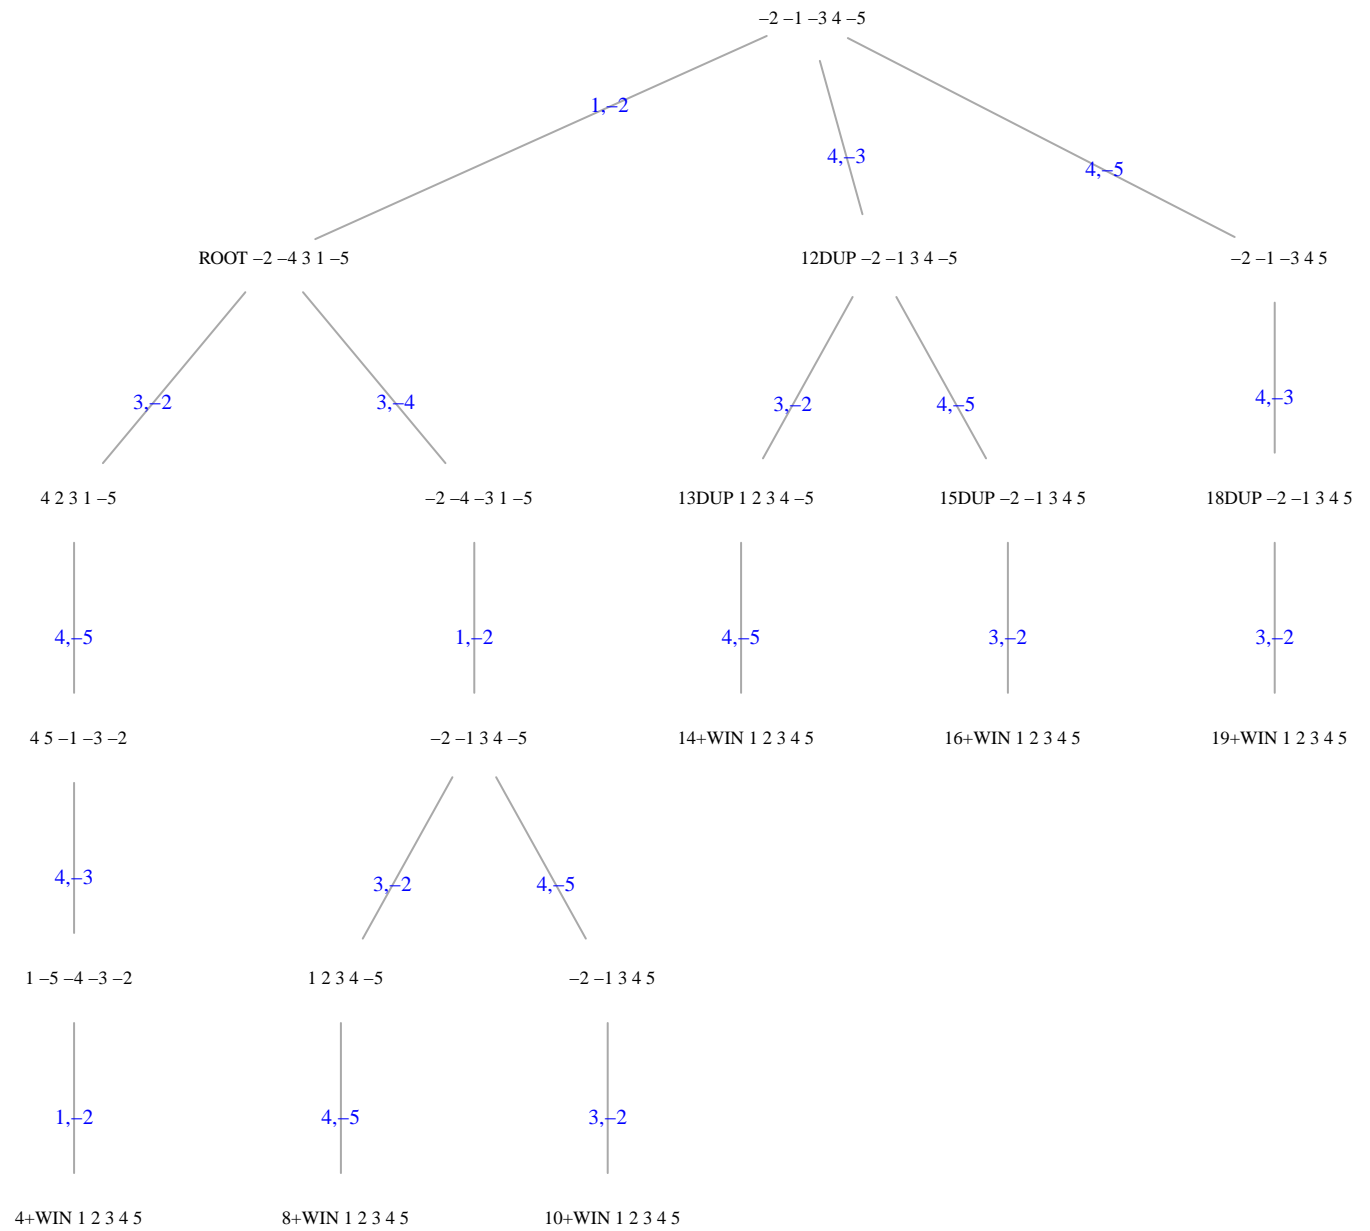 –2 –1 –3 4 –5
1,–2
4,–3
4,–5
ROOT –2 –4 3 1 –5
12DUP –2 –1 3 4 –5
–2 –1 –3 4 5
3,–2
3,–4
3,–2
4,–5
4,–3
4 2 3 1 –5
–2 –4 –3 1 –5
13DUP 1 2 3 4 –5
15DUP –2 –1 3 4 5
18DUP –2 –1 3 4 5
4,–5
1,–2
4,–5
3,–2
3,–2
4 5 –1 –3 –2
–2 –1 3 4 –5
14+WIN 1 2 3 4 5
16+WIN 1 2 3 4 5
19+WIN 1 2 3 4 5
4,–3
3,–2
4,–5
1 –5 –4 –3 –2
1 2 3 4 –5
–2 –1 3 4 5
1,–2
4,–5
3,–2
4+WIN 1 2 3 4 5
8+WIN 1 2 3 4 5
10+WIN 1 2 3 4 5